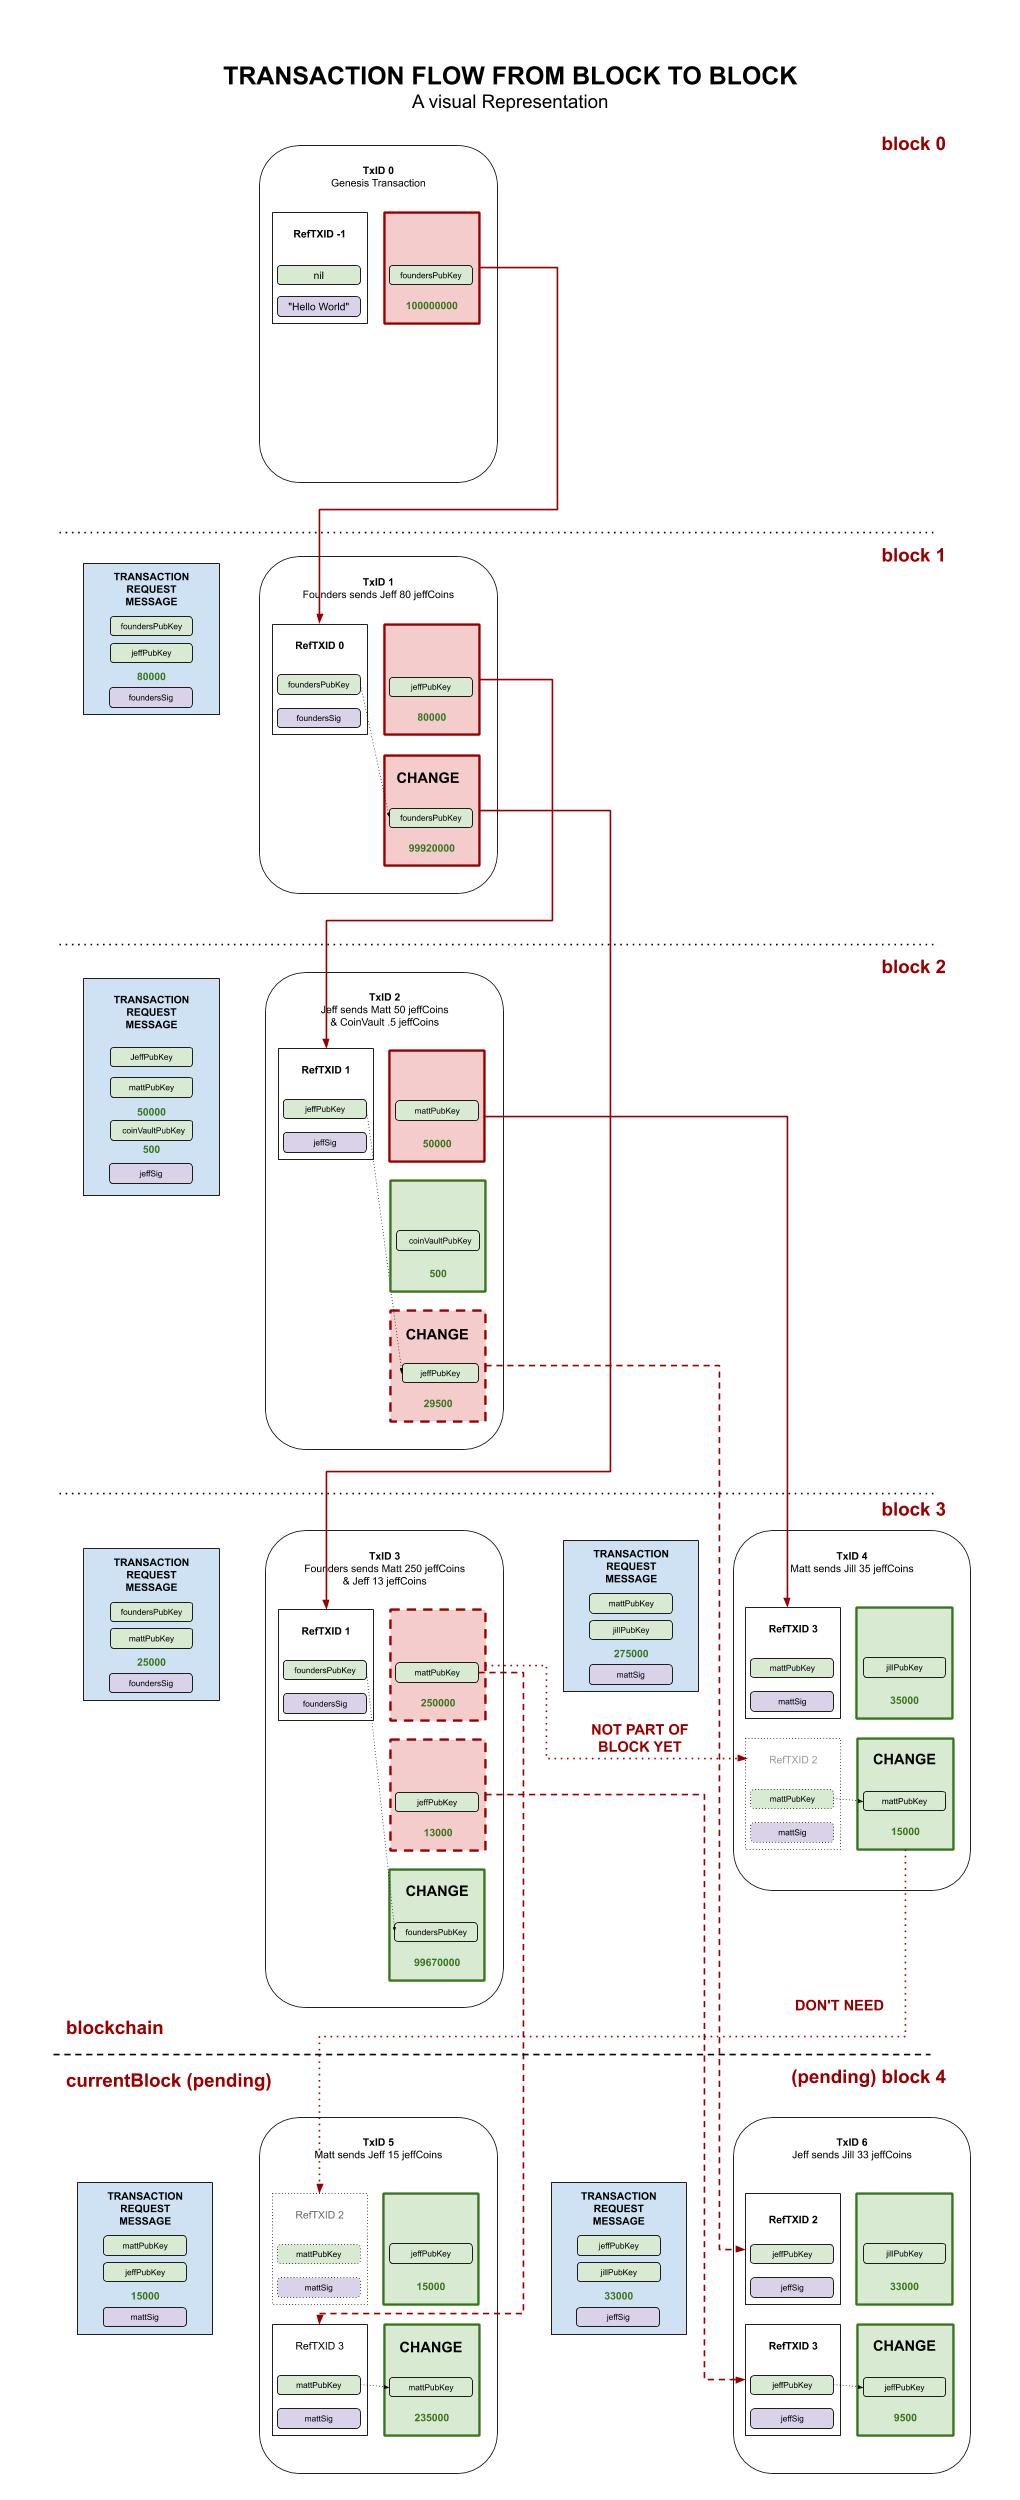 TRANSACTION FLOW FROM BLOCK TO BLOCK
A visual Representation
block 0
TxID 0
Genesis Transaction
RefTXID -1
nil
"Hello World"
foundersPubKey
100000000
block 1
TRANSACTION
REQUEST
MESSAGE
foundersPubKey
jeffPubKey
80000
foundersSig
TxID 1
Founders sends Jeff 80 jeffCoins
RefTXID 0
foundersPubKey
foundersSig
jeffPubKey
80000
CHANGE
foundersPubKey
99920000
block 2
TRANSACTION
REQUEST
MESSAGE
JeffPubKey
mattPubKey
50000
coinVaultPubKey
500
jeffSig
TxID 2
Jeff sends Matt 50 jeffCoins
& CoinVault .5 jeffCoins
RefTXID 1
jeffPubKey
jeffSig
mattPubKey
50000
coinVaultPubKey
500
CHANGE
jeffPubKey
29500
block 3
TRANSACTION
REQUEST
MESSAGE
foundersPubKey
mattPubKey
25000
foundersSig
TxID 3
Founders sends Matt 250 jeffCoins
& Jeff 13 jeffCoins
RefTXID 1
foundersPubKey
foundersSig
mattPubKey
250000
jeffPubKey
13000
CHANGE
foundersPubKey
99670000
TRANSACTION
REQUEST
MESSAGE
mattPubKey
jillPubKey
275000
mattSig
NOT PART OF
BLOCK YET
TxID 4
Matt sends Jill 35 jeffCoins
RefTXID 3
mattPubKey
mattSig
jillPubKey
35000
RefTXID 2
mattPubKey
mattSig
CHANGE
mattPubKey
15000
DON'T NEED
blockchain
currentBlock (pending)
(pending) block 4
TRANSACTION
REQUEST
MESSAGE
mattPubKey
jeffPubKey
15000
mattSig
TxID 5
Matt sends Jeff 15 jeffCoins
RefTXID 2
mattPubKey
mattSig
jeffPubKey
15000
RefTXID 3
mattPubKey
mattSig
CHANGE
mattPubKey
235000
TRANSACTION
REQUEST
MESSAGE
jeffPubKey
jillPubKey
33000
jeffSig
TxID 6
Jeff sends Jill 33 jeffCoins
RefTXID 2
jeffPubKey
jeffSig
jillPubKey
33000
RefTXID 3
jeffPubKey
jeffSig
CHANGE
jeffPubKey
9500